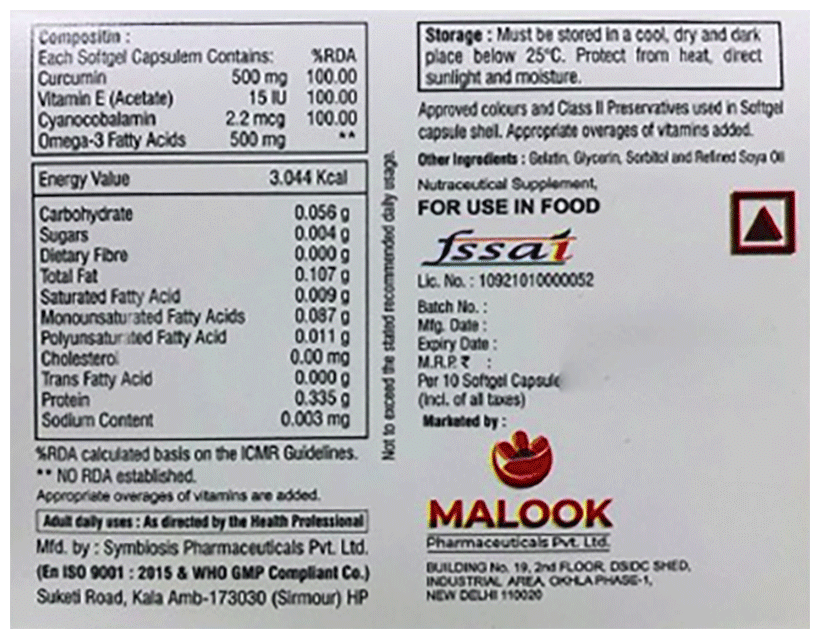 Compositin :
Each Softgel Capsulem Contains: %RDA
Curcumin 500 mg 100.00
Vitamin E (Acetate) 15 IU 100.00
Cyanocobalamin 2.2 mcg 100.00
Omega-3 Fatty Acids 500 mg **
Energy Value 3.044 Kcal
Carbohydrate 0.056 g
Sugars 0.004 g
Dietary Fibre 0.000 g
Total Fat 0.107 g
Saturated Fatty Acid 0.009 g
Monounsaturated Fatty Acids 0.087 g
Polyunsaturated Fatty Acid 0.011 g
Cholesterol 0.00 mg
Trans Fatty Acid 0.000 g
Protein 0.335 g
Sodium Content 0.003 mg
%RDA calculated basis on the ICMR Guidelines.
** NO RDA established.
Appropriate overages of vitamins are added.
Adult daily uses : As directed by the Health Professional
Mfd. by : Symbiosis Pharmaceuticals Pvt. Ltd.
(En ISO 9001 : 2015 & WHO GMP Compliant Co.)
Suketi Road, Kala Amb-173030 (Sirmour) HP
Not to exceed the stated recommended daily usage.
Storage : Must be stored in a cool, dry and dark
place below 25°C. Protect from heat, direct
sunlight and moisture.
Approved colours and Class II Preservatives used in Softgel
capsule shell. Appropriate overages of vitamins added.
Other Ingredients : Gelatin, Glycerin, Sorbitol and Refined Soya Oil
Nutraceutical Supplement,
FOR USE IN FOOD
fssai
Lic. No. : 10921010000052
Batch No. :
Mfg. Date :
Expiry Date :
M.R.P. ₹ :
Per 10 Softgel Capsule
(Incl. of all taxes)
Marketed by :
MALOOK
Pharmaceuticals Pvt. Ltd.
BUILDING No. 19, 2nd FLOOR, DSIDC SHED,
INDUSTRIAL AREA, OKHLA PHASE-1,
NEW DELHI 110020